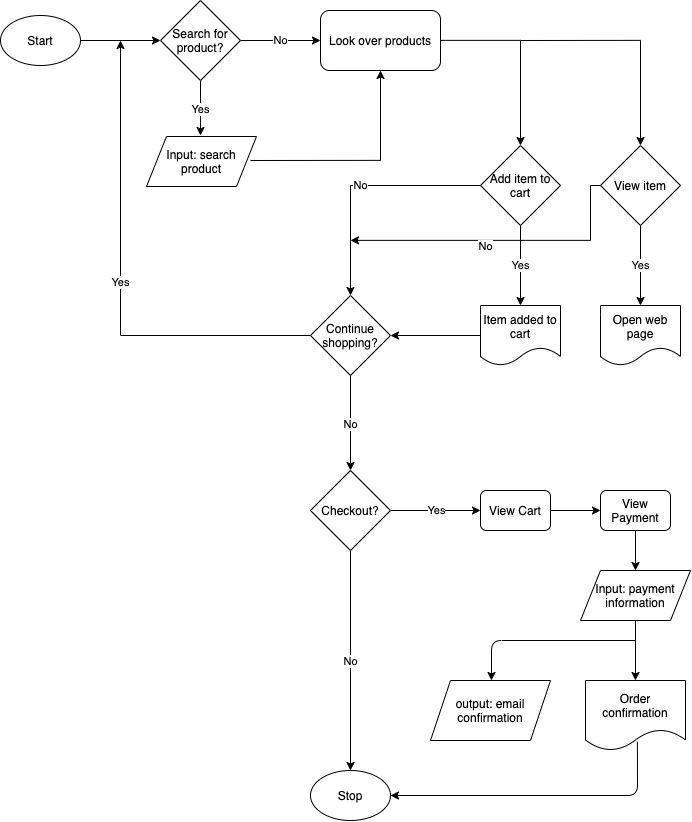 Start
Search for
product?
No
Look over products
Yes
Input: search
product
Add item to
cart
View item
No
No
Yes
Yes
Yes
Item added to
cart
Open web
page
Continue
shopping?
No
Checkout?
Yes
View Cart
View
Payment
Input: payment
information
No
output: email
confirmation
Order
confirmation
Stop